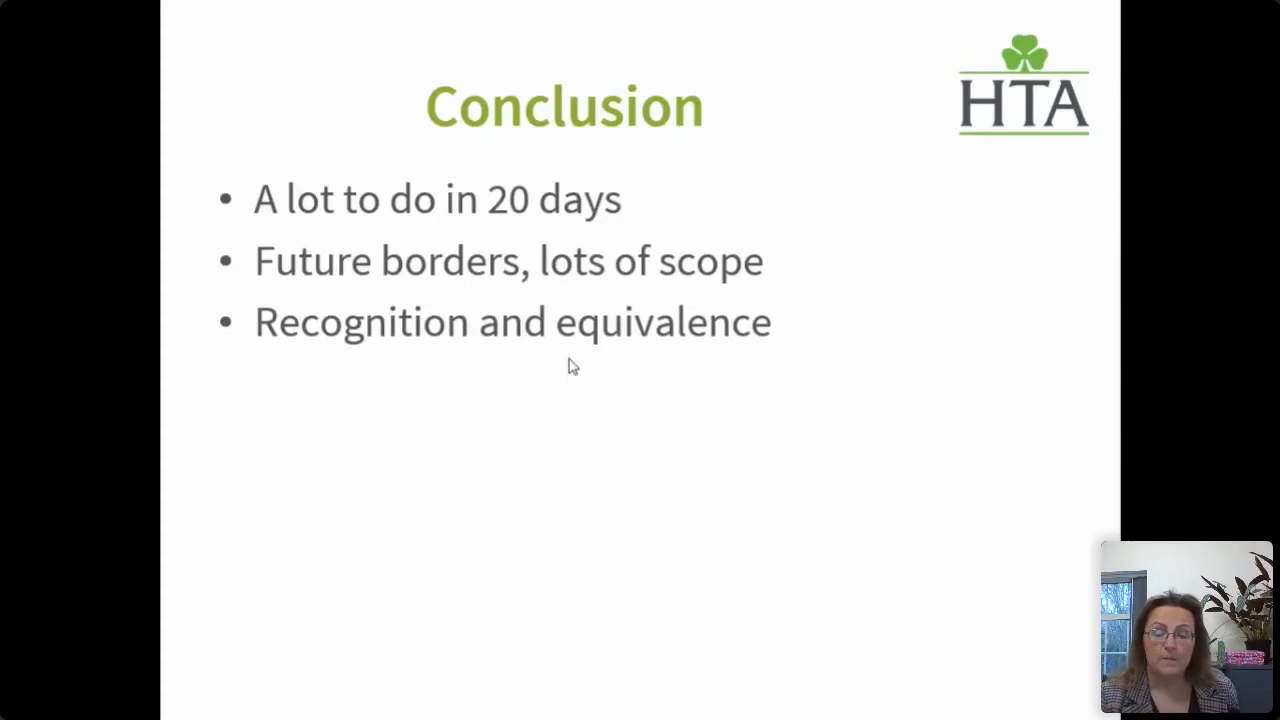 HTA
Conclusion
• A lot to do in 20 days
• Future borders, lots of scope
• Recognition and equivalence